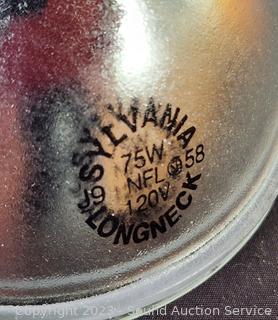 SYLVANIA
75W
NFL 58
120V
LONGNECK
Copyright 2023 - Sound Auction Service